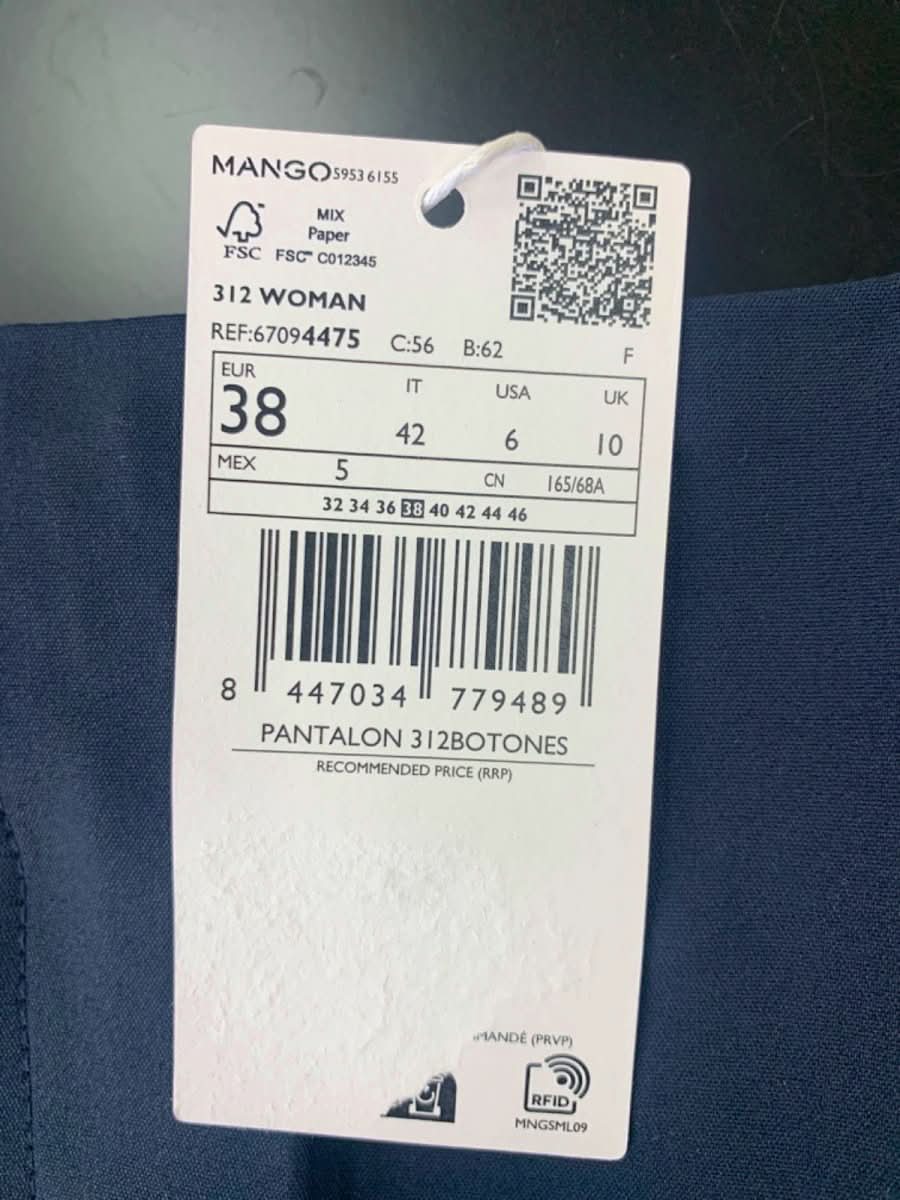 MANGO 5953 6155
MIX
Paper
FSC FSC™ C012345
312 WOMAN
REF:67094475 C:56 B:62 F
EUR IT USA UK
38 42 6 10
MEX 5 CN 165/68A
32 34 36 38 40 42 44 46
8 447034 779489
PANTALON 312BOTONES
RECOMMENDED PRICE (RRP)
MANDÉ (PRVP)
RFID
MNGSML09